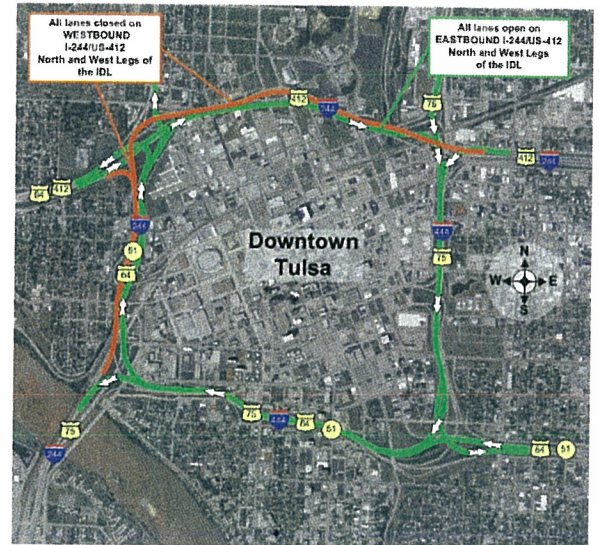 All lanes closed on
WESTBOUND
I-244/US-412
North and West Legs of
the IDL
All lanes open on
EASTBOUND I-244/US-412
North and West Legs
of the IDL
412
244
75
412
244
64
412
244
51
64
444
75
Downtown
Tulsa
N
W
E
S
75
444
64
51
75
244
64
51